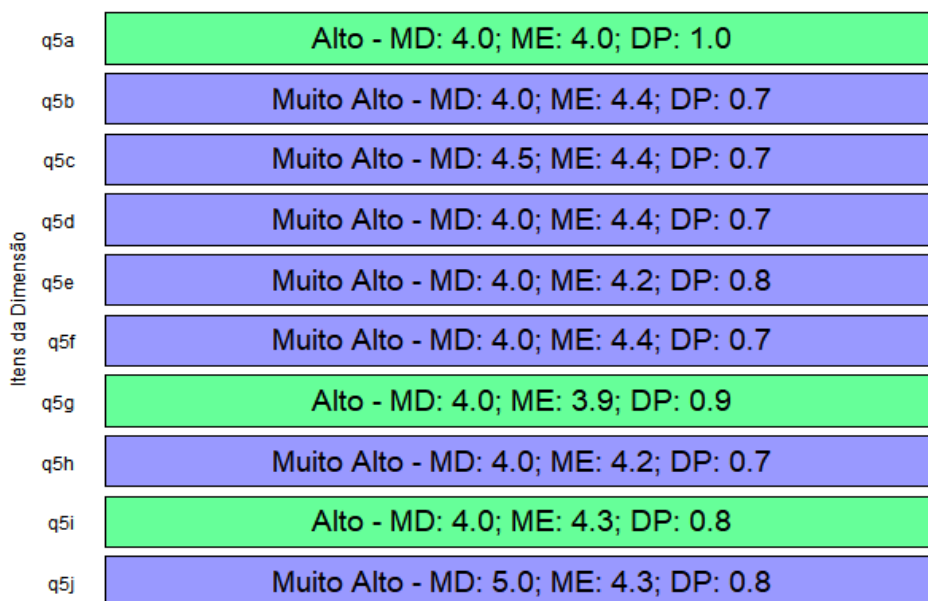 Itens da Dimensão
q5a Alto - MD: 4.0; ME: 4.0; DP: 1.0
q5b Muito Alto - MD: 4.0; ME: 4.4; DP: 0.7
q5c Muito Alto - MD: 4.5; ME: 4.4; DP: 0.7
q5d Muito Alto - MD: 4.0; ME: 4.4; DP: 0.7
q5e Muito Alto - MD: 4.0; ME: 4.2; DP: 0.8
q5f Muito Alto - MD: 4.0; ME: 4.4; DP: 0.7
q5g Alto - MD: 4.0; ME: 3.9; DP: 0.9
q5h Muito Alto - MD: 4.0; ME: 4.2; DP: 0.7
q5i Alto - MD: 4.0; ME: 4.3; DP: 0.8
q5j Muito Alto - MD: 5.0; ME: 4.3; DP: 0.8